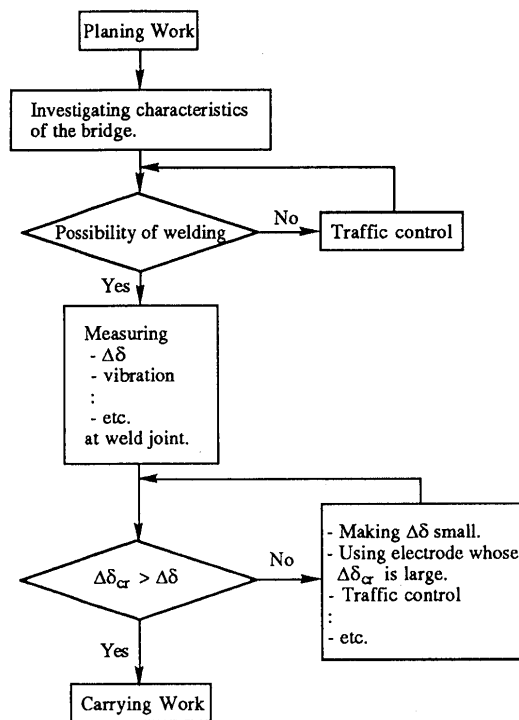 Planing Work
Investigating characteristics
of the bridge.
Possibility of welding
No
Traffic control
Yes
Measuring
- Δδ
- vibration
:
- etc.
at weld joint.
- Making Δδ small.
- Using electrode whose
Δδcr is large.
- Traffic control
:
- etc.
Δδcr > Δδ
No
Yes
Carrying Work